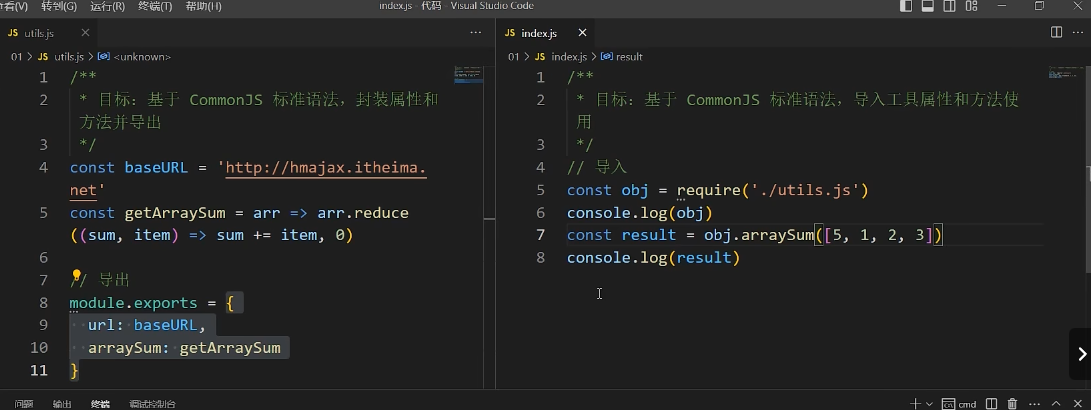 查看(V) 转到(G) 运行(R) 终端(T) 帮助(H) index.js - 代码 - Visual Studio Code
JS utils.js
01 > JS utils.js > <unknown>
1 /**
2 * 目标：基于 CommonJS 标准语法，封装属性和
方法并导出
3 */
4 const baseURL = 'http://hmajax.itheima.
net'
5 const getArraySum = arr => arr.reduce
((sum, item) => sum += item, 0)
6
7 // 导出
8 module.exports = {
9 url: baseURL,
10 arraySum: getArraySum
11 }
JS index.js
01 > JS index.js > result
1 /**
2 * 目标：基于 CommonJS 标准语法，导入工具属性和方法使
用
3 */
4 // 导入
5 const obj = require('./utils.js')
6 console.log(obj)
7 const result = obj.arraySum([5, 1, 2, 3])
8 console.log(result)
问题 输出 终端 调试控制台 cmd